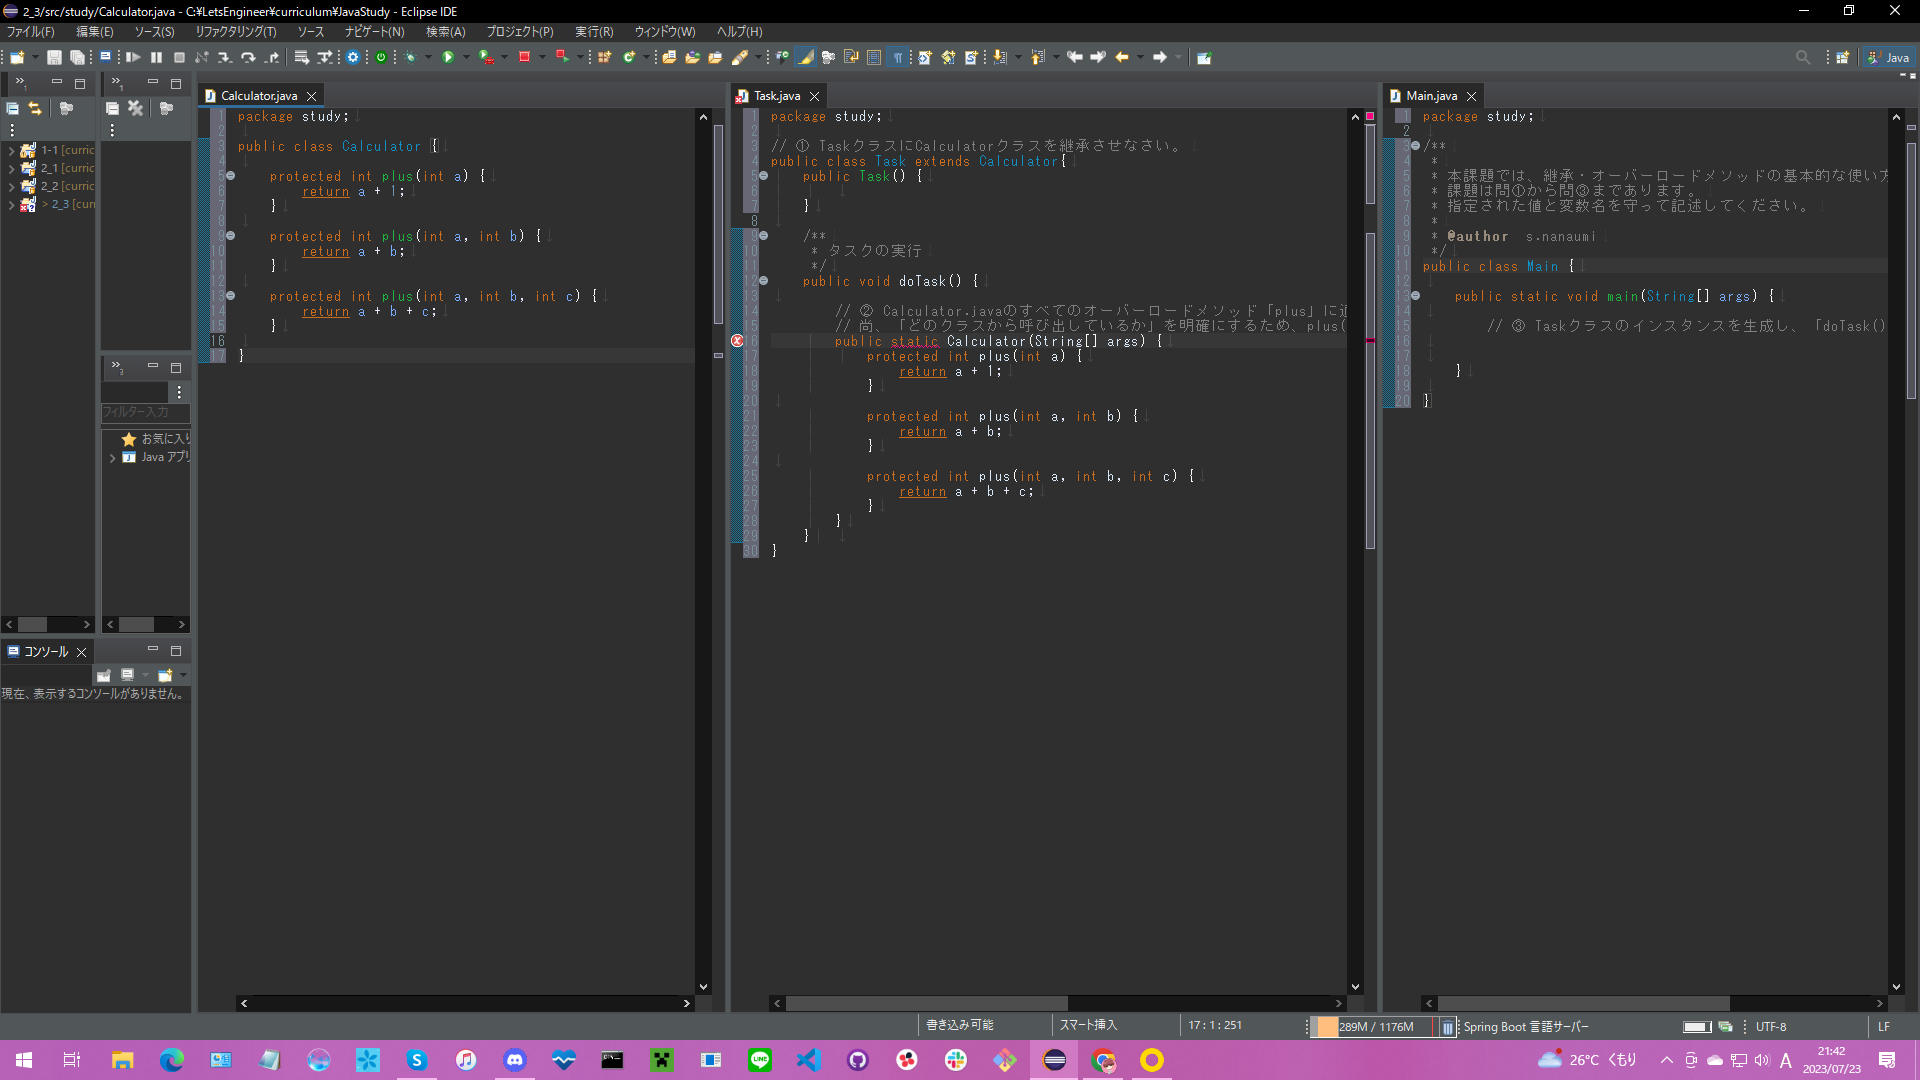 2_3/src/study/Calculator.java - C:¥LetsEngineer¥curriculum¥JavaStudy - Eclipse IDE
ファイル(F) 編集(E) ソース(S) リファクタリング(T) ソース ナビゲート(N) 検索(A) プロジェクト(P) 実行(R) ウィンドウ(W) ヘルプ(H)
Java
1-1 [curric
2_1 [curric
2_2 [curric
> 2_3 [curr
フィルター入力
お気に入り
Java アプリ
コンソール
現在、表示するコンソールがありません。
Calculator.java
1 package study;
2
3 public class Calculator {
4
5 protected int plus(int a) {
6 return a + 1;
7 }
8
9 protected int plus(int a, int b) {
10 return a + b;
11 }
12
13 protected int plus(int a, int b, int c) {
14 return a + b + c;
15 }
16
17 }
Task.java
1 package study;
2
3 // ① TaskクラスにCalculatorクラスを継承させなさい。
4 public class Task extends Calculator{
5 public Task() {
6
7 }
8
9 /**
10 * タスクの実行
11 */
12 public void doTask() {
13
14 // ② Calculator.javaのすべてのオーバーロードメソッド「plus」に
15 // 尚、「どのクラスから呼び出しているか」を明確にするため、plus(
16 public static Calculator(String[] args) {
17 protected int plus(int a) {
18 return a + 1;
19 }
20
21 protected int plus(int a, int b) {
22 return a + b;
23 }
24
25 protected int plus(int a, int b, int c) {
26 return a + b + c;
27 }
28 }
29 }
30 }
Main.java
1 package study;
2
3 /**
4 *
5 * 本課題では、継承・オーバーロードメソッドの基本的な使い方
6 * 課題は問①から問③まであります。
7 * 指定された値と変数名を守って記述してください。
8 *
9 * @author s.nanaumi
10 */
11 public class Main {
12
13 public static void main(String[] args) {
14
15 // ③ Taskクラスのインスタンスを生成し、「doTask()
16
17
18 }
19
20 }
書き込み可能 スマート挿入 17 : 1 : 251 289M / 1176M Spring Boot 言語サーバー UTF-8 LF
26°C くもり A 21:42
2023/07/23